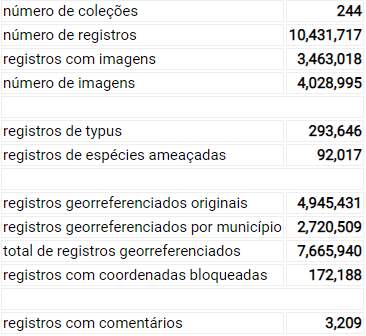 número de coleções 244
número de registros 10,431,717
registros com imagens 3,463,018
número de imagens 4,028,995
registros de typus 293,646
registros de espécies ameaçadas 92,017
registros georreferenciados originais 4,945,431
registros georreferenciados por município 2,720,509
total de registros georreferenciados 7,665,940
registros com coordenadas bloqueadas 172,188
registros com comentários 3,209